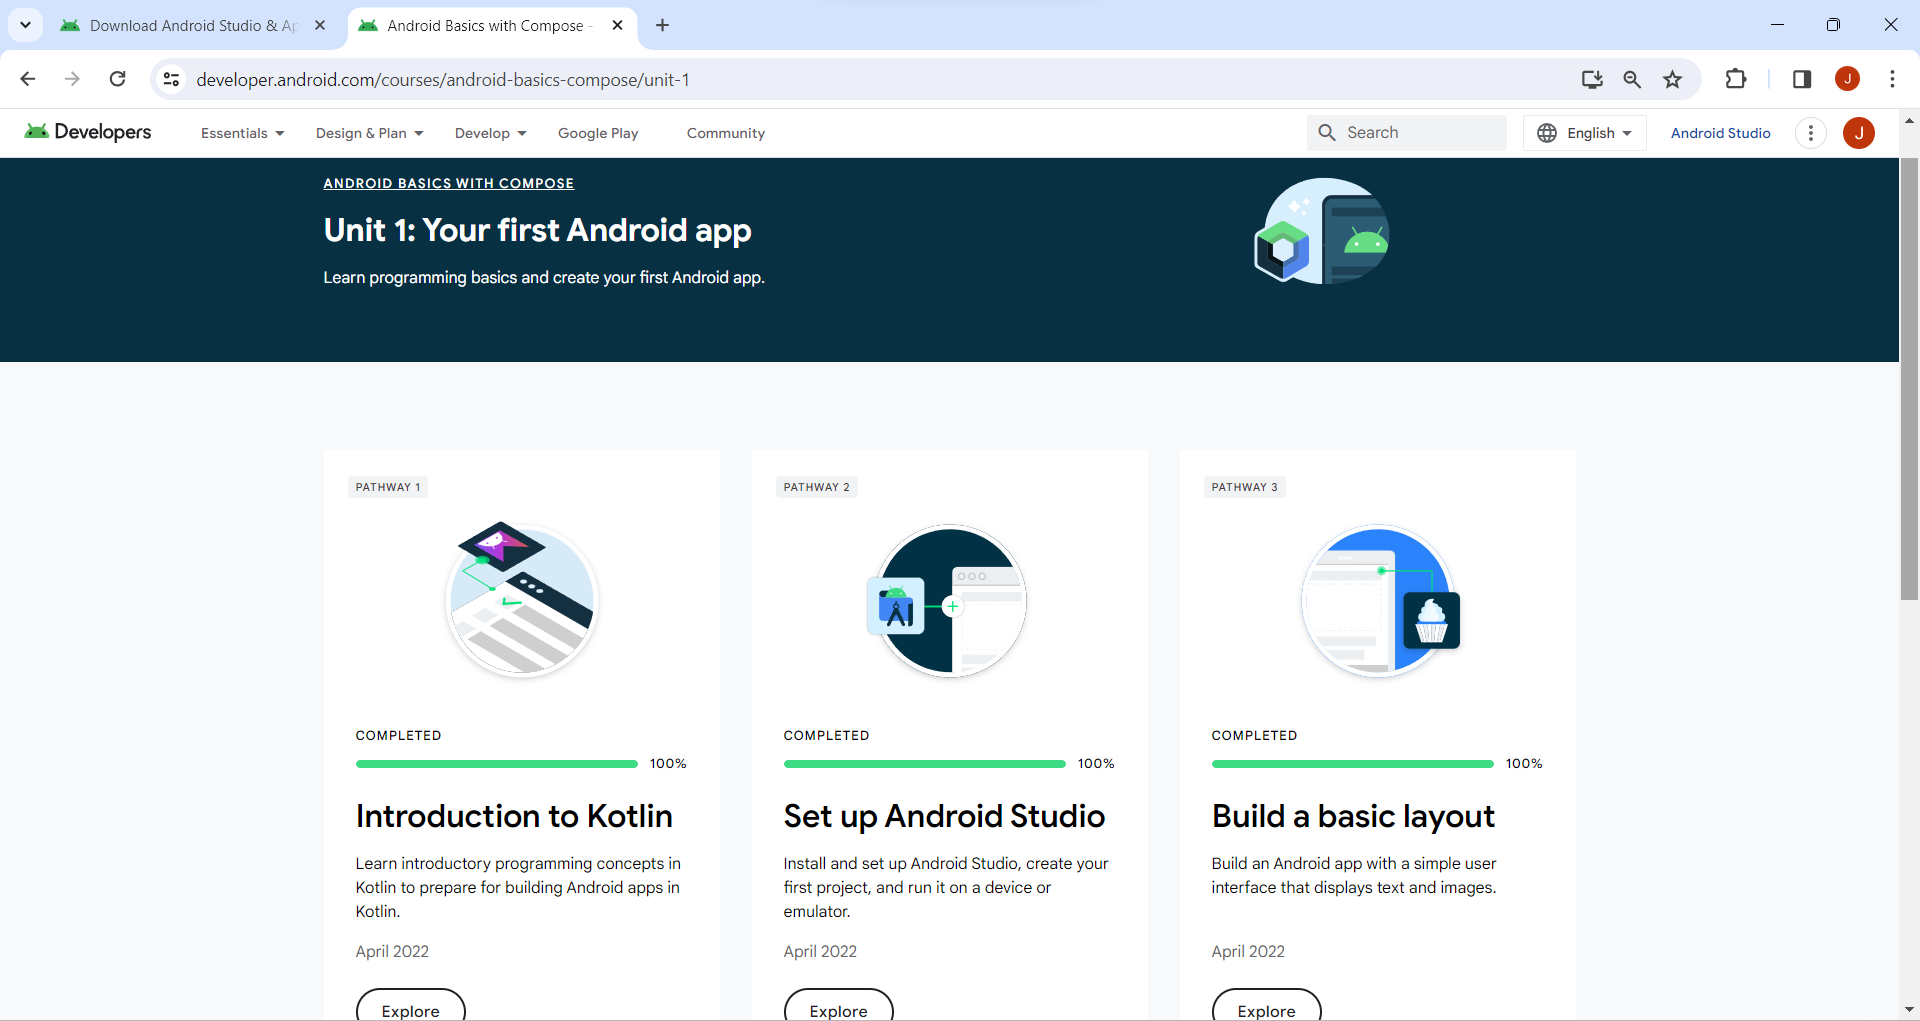 Download Android Studio & Ap
Android Basics with Compose -
developer.android.com/courses/android-basics-compose/unit-1
J
Developers
Essentials
Design & Plan
Develop
Google Play
Community
Search
English
Android Studio
J
ANDROID BASICS WITH COMPOSE
Unit 1: Your first Android app
Learn programming basics and create your first Android app.
PATHWAY 1
COMPLETED
100%
Introduction to Kotlin
Learn introductory programming concepts in
Kotlin to prepare for building Android apps in
Kotlin.
April 2022
Explore
PATHWAY 2
COMPLETED
100%
Set up Android Studio
Install and set up Android Studio, create your
first project, and run it on a device or
emulator.
April 2022
Explore
PATHWAY 3
COMPLETED
100%
Build a basic layout
Build an Android app with a simple user
interface that displays text and images.
April 2022
Explore